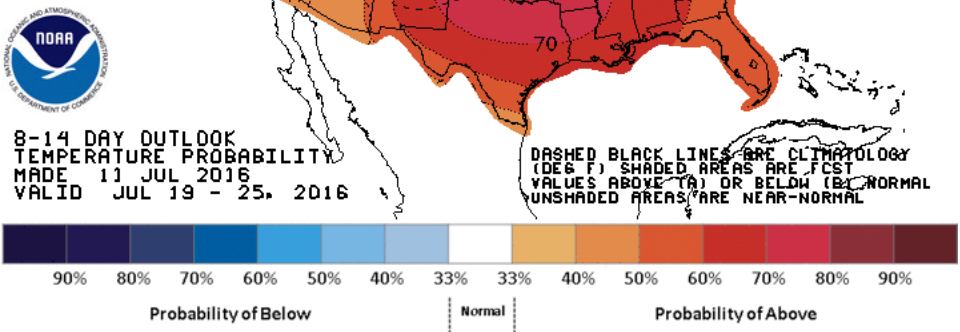 NATIONAL OCEANIC AND ATMOSPHERIC ADMINISTRATION
NOAA
U.S. DEPARTMENT OF COMMERCE
70
8-14 DAY OUTLOOK
TEMPERATURE PROBABILITY
MADE 11 JUL 2016
VALID JUL 19 - 25, 2016
DASHED BLACK LINES ARE CLIMATOLOGY
(DEG F) SHADED AREAS ARE FCST
VALUES ABOVE (A) OR BELOW (B) NORMAL
UNSHADED AREAS ARE NEAR-NORMAL
90% 80% 70% 60% 50% 40% 33% 33% 40% 50% 60% 70% 80% 90%
Probability of Below Normal Probability of Above